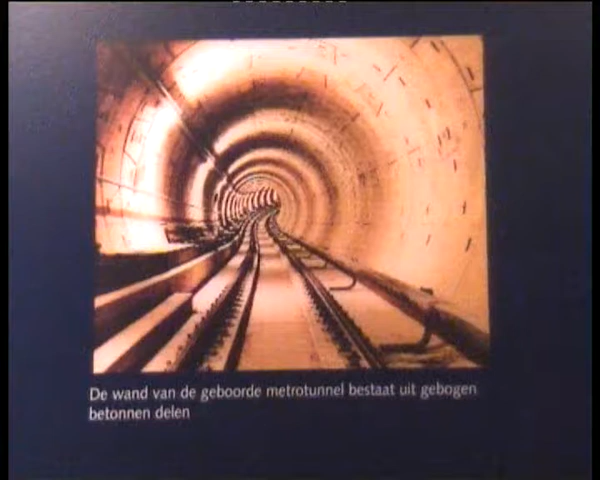 De wand van de geboorde metrotunnel bestaat uit gebogen
betonnen delen